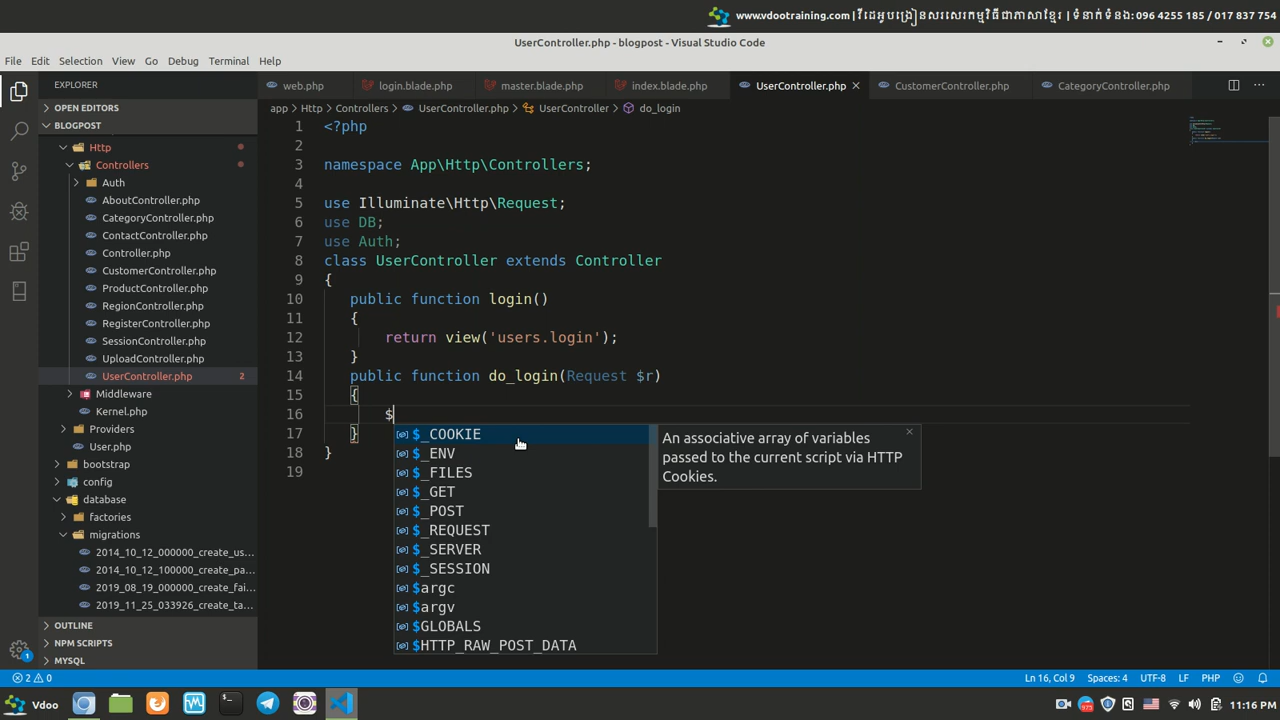 www.vdootraining.com | វីដេអូបង្រៀនសរសេរកម្មវិធីជាភាសាខ្មែរ | ទំនាក់ទំនង: 096 4255 185 / 017 837 754
UserController.php - blogpost - Visual Studio Code
File Edit Selection View Go Debug Terminal Help
EXPLORER
OPEN EDITORS
BLOGPOST
Http
Controllers
Auth
AboutController.php
CategoryController.php
ContactController.php
Controller.php
CustomerController.php
ProductController.php
RegionController.php
RegisterController.php
SessionController.php
UploadController.php
UserController.php 2
Middleware
Kernel.php
Providers
User.php
bootstrap
config
database
factories
migrations
2014_10_12_000000_create_us...
2014_10_12_100000_create_pa...
2019_08_19_000000_create_fai...
2019_11_25_033926_create_ta...
OUTLINE
NPM SCRIPTS
MYSQL
web.php login.blade.php master.blade.php index.blade.php UserController.php CustomerController.php CategoryController.php
app > Http > Controllers > UserController.php > UserController > do_login
1 <?php
2
3 namespace App\Http\Controllers;
4
5 use Illuminate\Http\Request;
6 use DB;
7 use Auth;
8 class UserController extends Controller
9 {
10 public function login()
11 {
12 return view('users.login');
13 }
14 public function do_login(Request $r)
15 {
16 $
17 }
18 }
19
$_COOKIE
$_ENV
$_FILES
$_GET
$_POST
$_REQUEST
$_SERVER
$_SESSION
$argc
$argv
$GLOBALS
$HTTP_RAW_POST_DATA
An associative array of variables
passed to the current script via HTTP
Cookies.
1
2 0 Ln 16, Col 9 Spaces: 4 UTF-8 LF PHP 1
Vdoo 973 11:16 PM